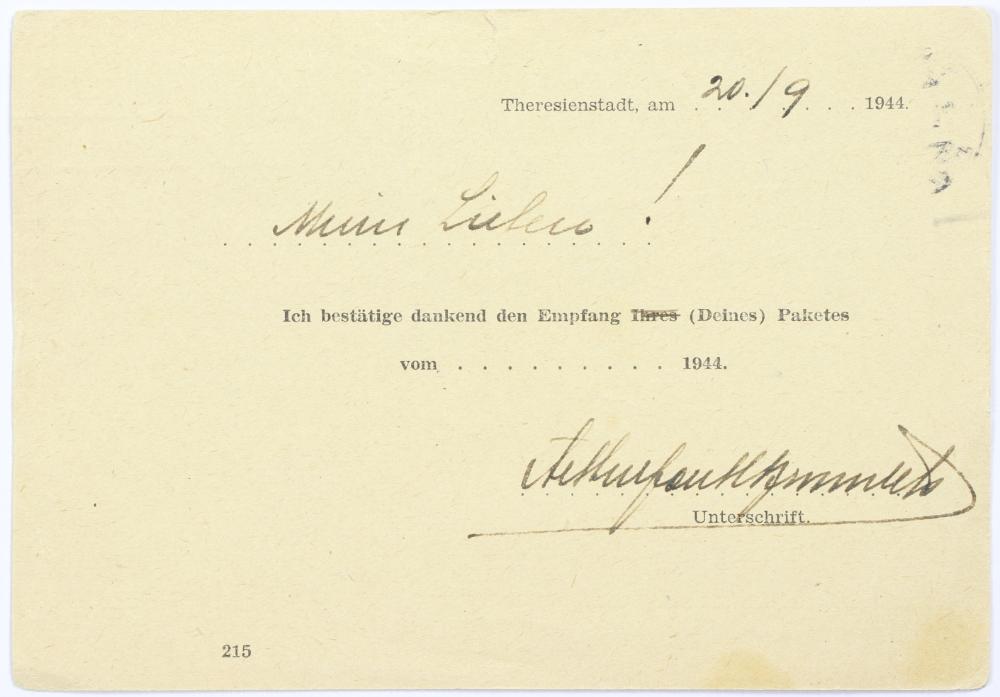 Theresienstadt, am 20./9 1944.
Meine Lieben !
Ich bestätige dankend den Empfang Ihres (Deines) Paketes
vom . . . . . . . . . 1944.
Unterschrift.
215